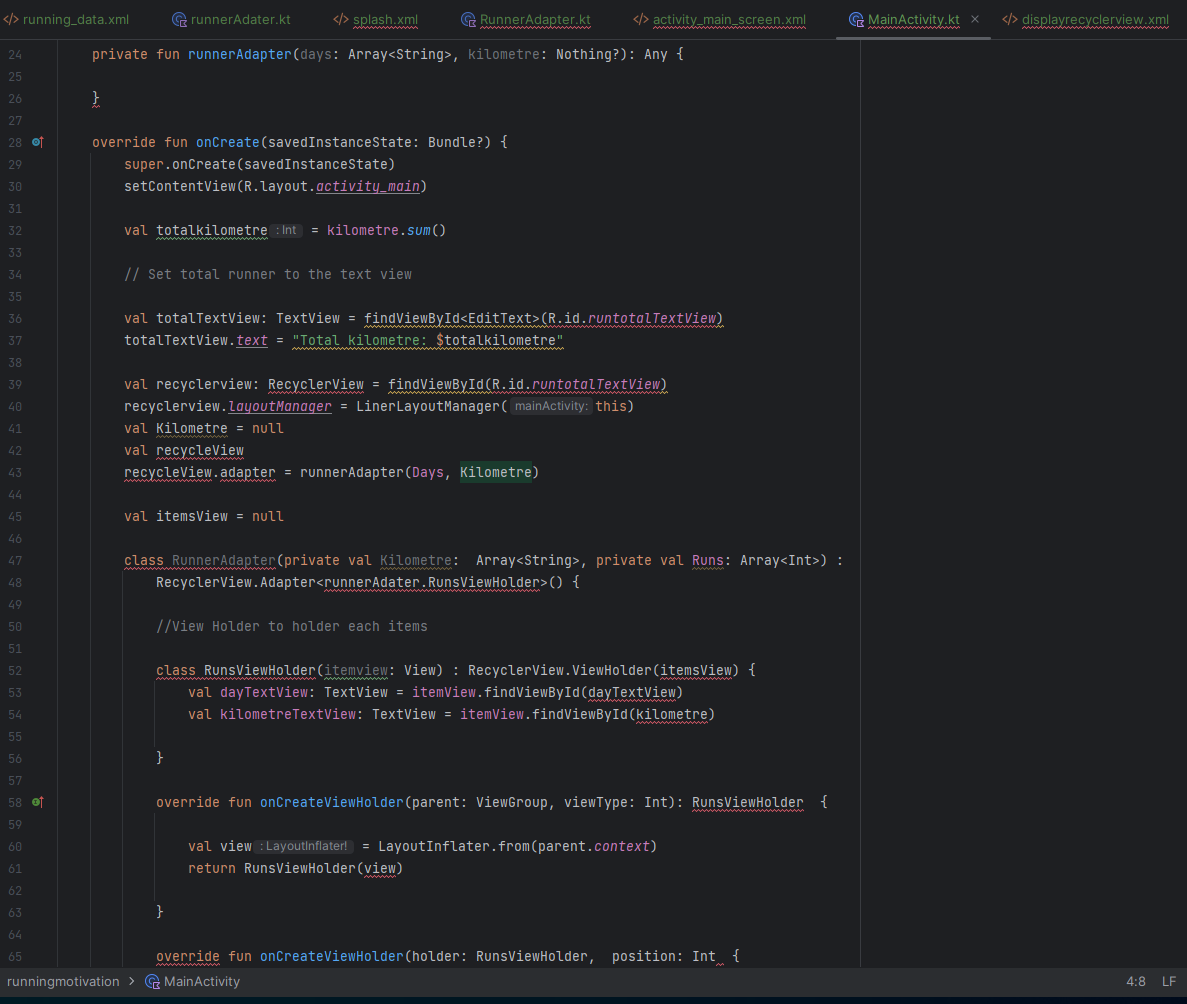 running_data.xml runnerAdater.kt splash.xml RunnerAdapter.kt activity_main_screen.xml MainActivity.kt × displayrecyclerview.xml
24 private fun runnerAdapter(days: Array<String>, kilometre: Nothing?): Any {
25
26 }
27
28 override fun onCreate(savedInstanceState: Bundle?) {
29 super.onCreate(savedInstanceState)
30 setContentView(R.layout.activity_main)
31
32 val totalkilometre : Int = kilometre.sum()
33
34 // Set total runner to the text view
35
36 val totalTextView: TextView = findViewById<EditText>(R.id.runtotalTextView)
37 totalTextView.text = "Total kilometre: $totalkilometre"
38
39 val recyclerview: RecyclerView = findViewById(R.id.runtotalTextView)
40 recyclerview.layoutManager = LinerLayoutManager( mainActivity: this)
41 val Kilometre = null
42 val recycleView
43 recycleView.adapter = runnerAdapter(Days, Kilometre)
44
45 val itemsView = null
46
47 class RunnerAdapter(private val Kilometre: Array<String>, private val Runs: Array<Int>) :
48 RecyclerView.Adapter<runnerAdater.RunsViewHolder>() {
49
50 //View Holder to holder each items
51
52 class RunsViewHolder(itemview: View) : RecyclerView.ViewHolder(itemsView) {
53 val dayTextView: TextView = itemView.findViewById(dayTextView)
54 val kilometreTextView: TextView = itemView.findViewById(kilometre)
55
56 }
57
58 override fun onCreateViewHolder(parent: ViewGroup, viewType: Int): RunsViewHolder {
59
60 val view : LayoutInflater! = LayoutInflater.from(parent.context)
61 return RunsViewHolder(view)
62
63 }
64
65 override fun onCreateViewHolder(holder: RunsViewHolder, position: Int {
runningmotivation > MainActivity 4:8 LF